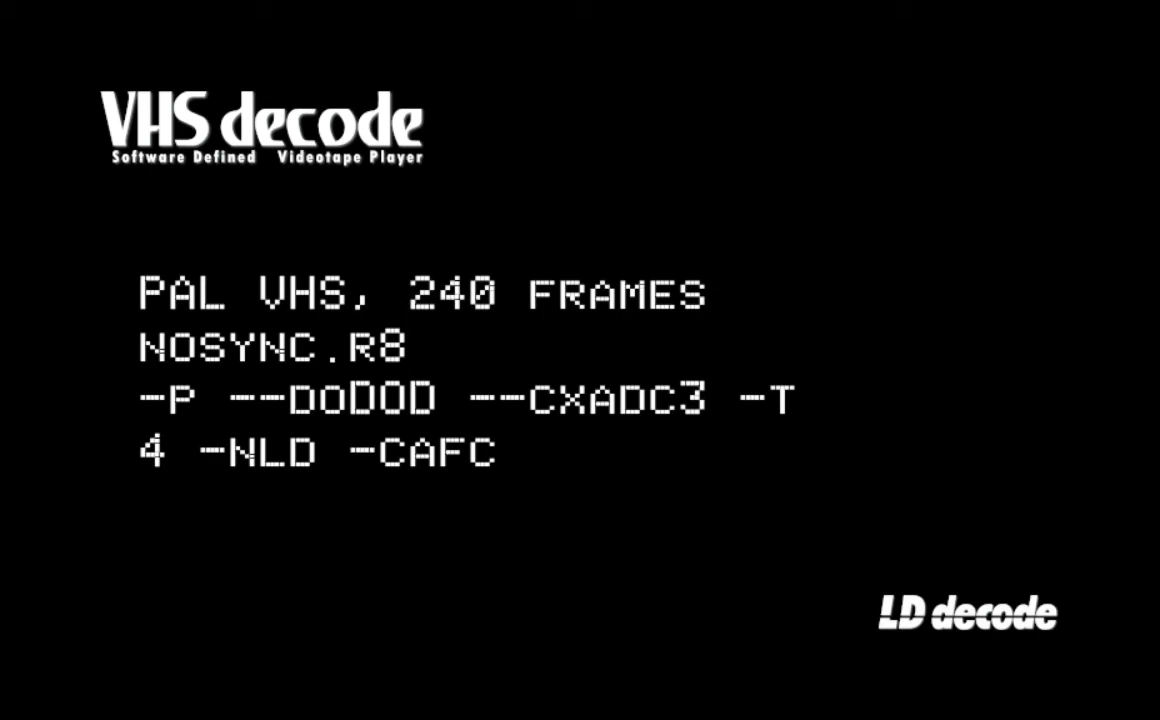 VHS decode
Software Defined Videotape Player
PAL VHS, 240 frames
nosync.r8
-p --doDOD --cxadc3 -t
4 -nld -cafc
LD decode